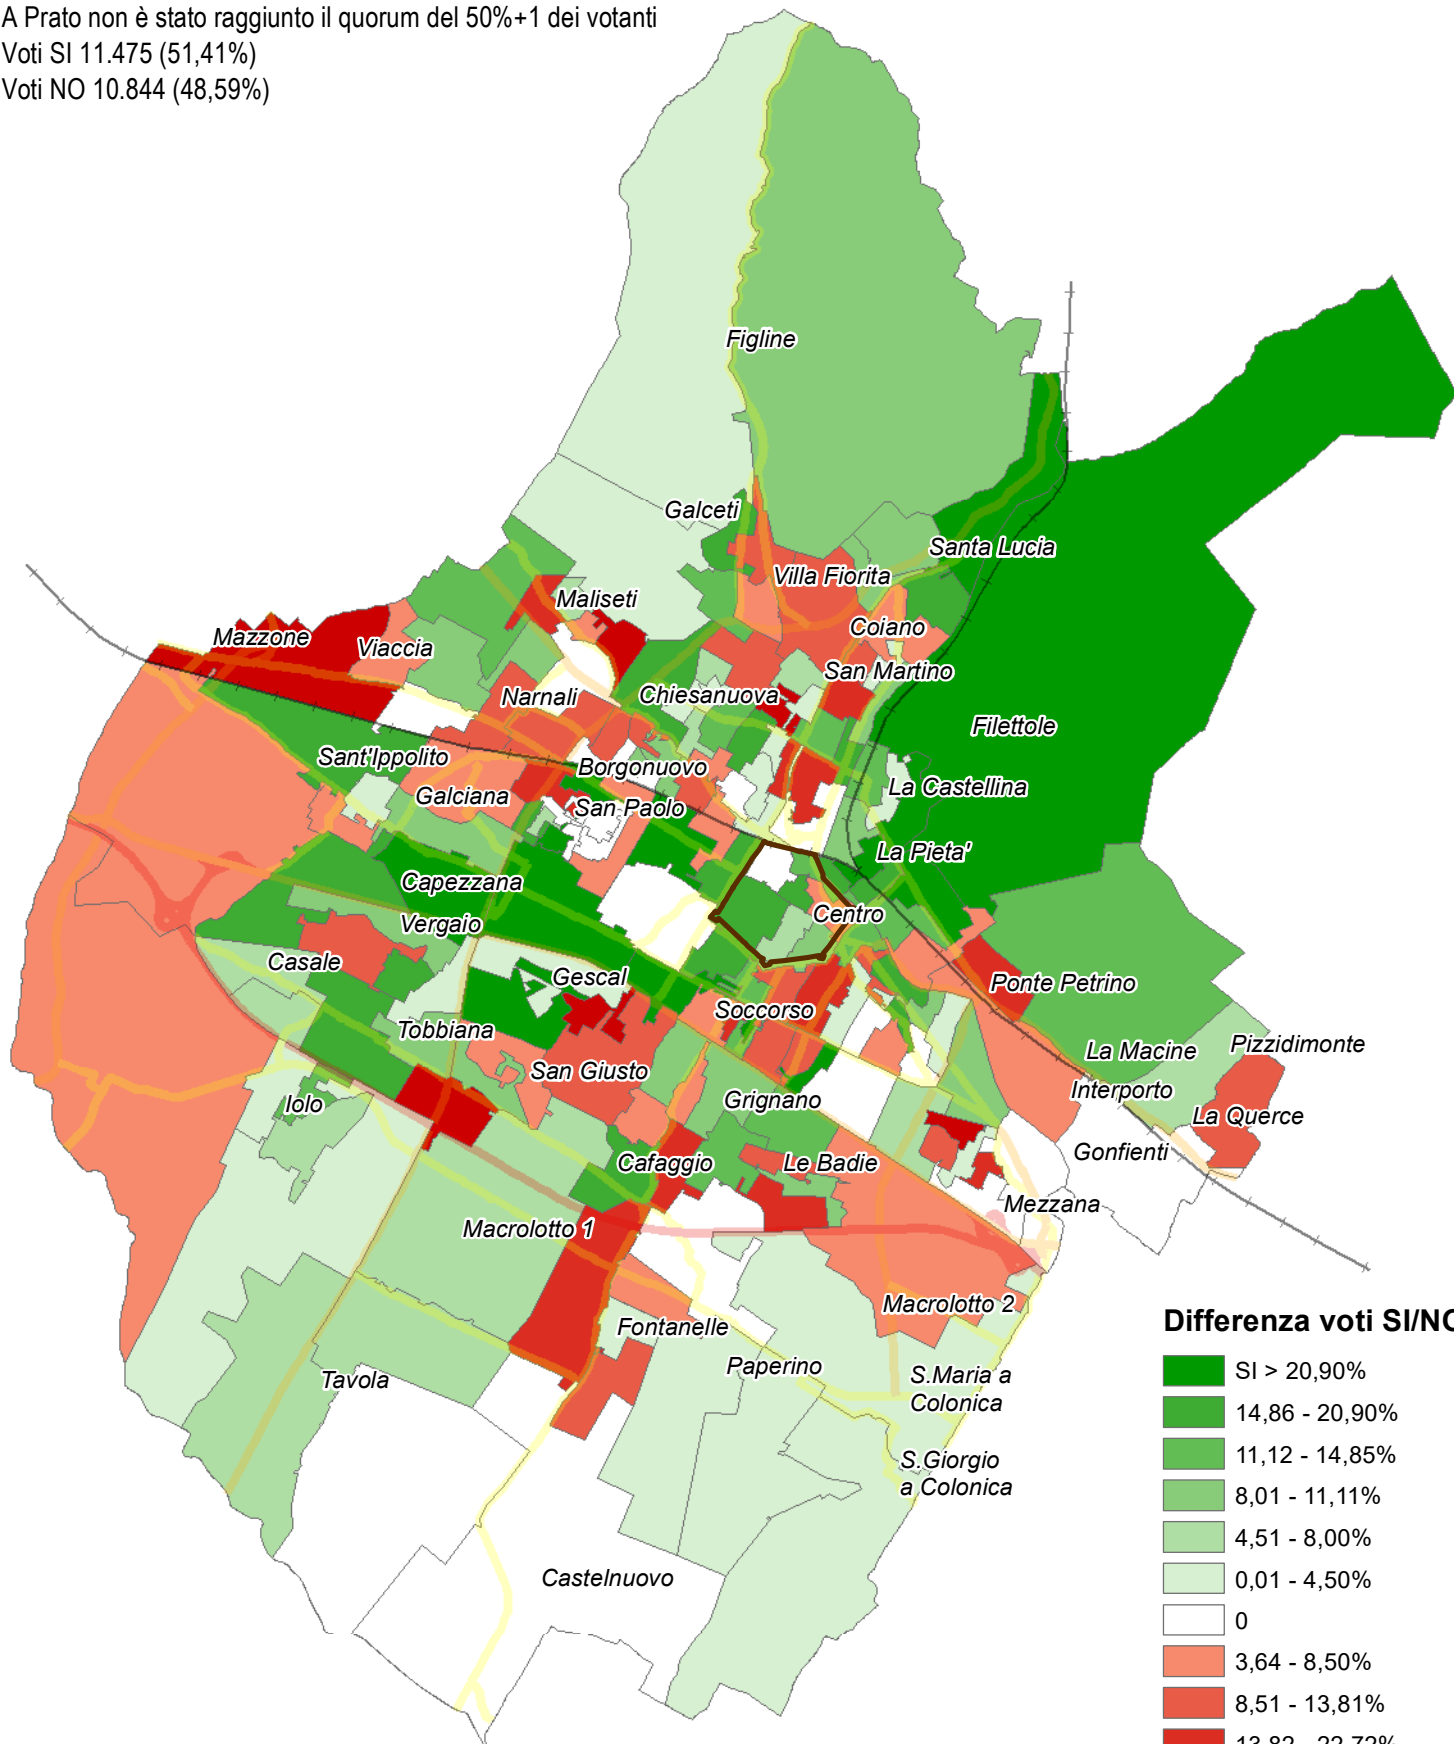 A Prato non è stato raggiunto il quorum del 50%+1 dei votanti
Voti SI 11.475 (51,41%)
Voti NO 10.844 (48,59%)
Figline
Galceti
Santa Lucia
Villa Fiorita
Maliseti
Coiano
Mazzone
Viaccia
San Martino
Narnali
Chiesanuova
Filettole
Sant'Ippolito
Borgonuovo
La Castellina
Galciana
San Paolo
La Pieta'
Capezzana
Centro
Vergaio
Casale
Gescal
Ponte Petrino
Soccorso
Tobbiana
Pizzidimonte
La Macine
San Giusto
Interporto
Grignano
Iolo
La Querce
Gonfienti
Cafaggio
Le Badie
Mezzana
Macrolotto 1
Macrolotto 2
Fontanelle
Paperino
S.Maria a
Colonica
Tavola
S.Giorgio
a Colonica
Castelnuovo
Differenza voti SI/NO
SI > 20,90%
14,86 - 20,90%
11,12 - 14,85%
8,01 - 11,11%
4,51 - 8,00%
0,01 - 4,50%
0
3,64 - 8,50%
8,51 - 13,81%
13,82 - 22,72%